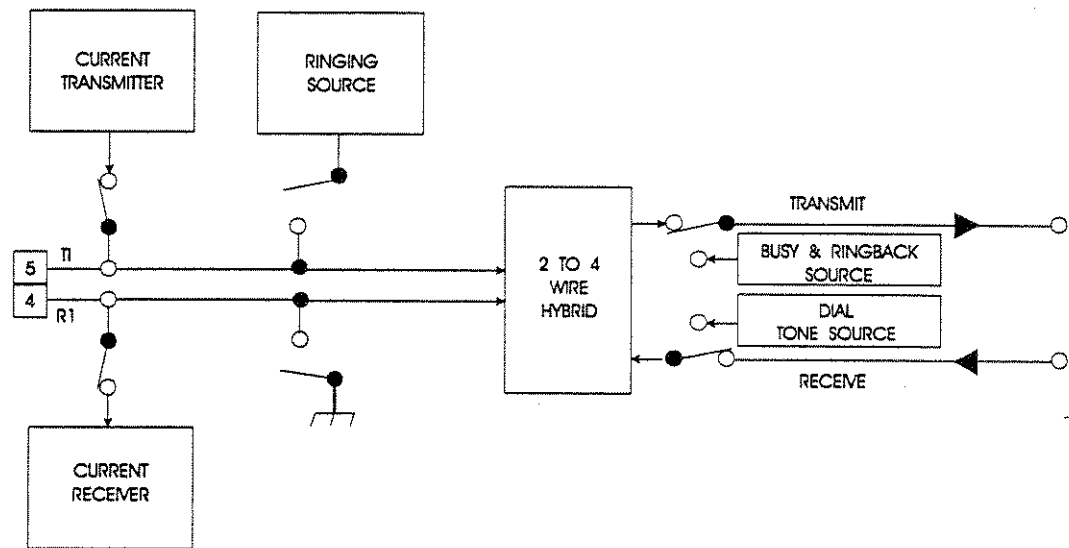 CURRENT
TRANSMITTER
RINGING
SOURCE
TRANSMIT
BUSY & RINGBACK
SOURCE
5
T1
4
R1
2 TO 4
WIRE
HYBRID
DIAL
TONE SOURCE
RECEIVE
CURRENT
RECEIVER